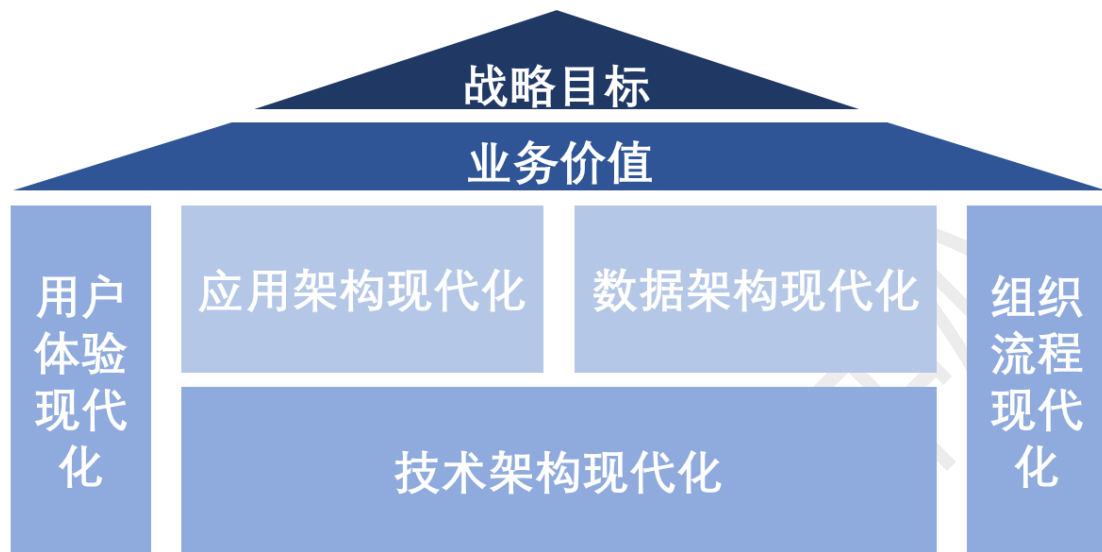 战略目标
业务价值
用户
体验
现代
化
应用架构现代化
数据架构现代化
技术架构现代化
组织
流程
现代
化